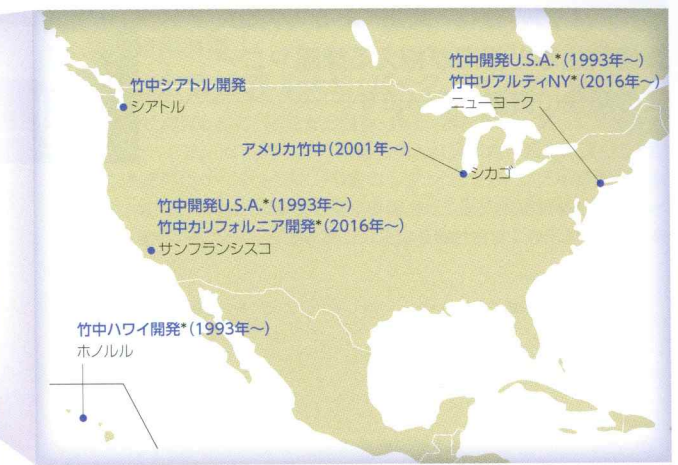 竹中開発U.S.A.*(1993年～)
竹中リアルティNY*(2016年～)
ニューヨーク
竹中シアトル開発
シアトル
アメリカ竹中(2001年～)
シカゴ
竹中開発U.S.A.*(1993年～)
竹中カリフォルニア開発*(2016年～)
サンフランシスコ
竹中ハワイ開発*(1993年～)
ホノルル